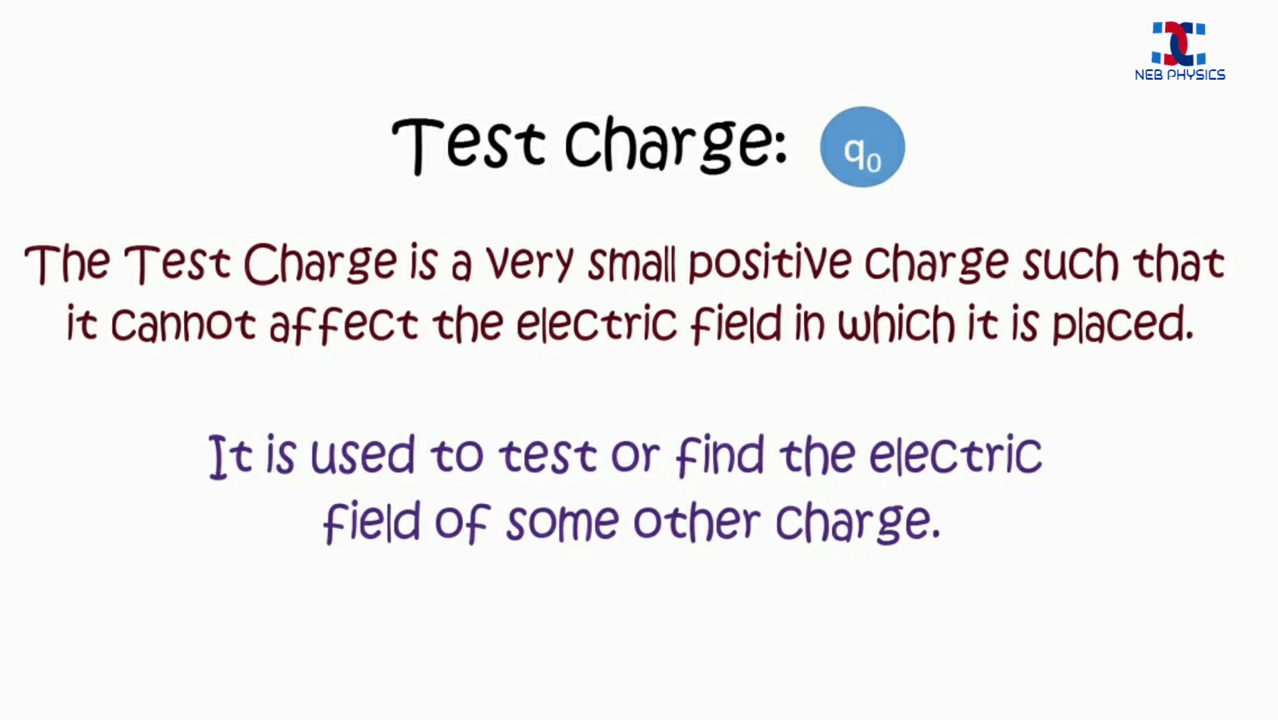 NEB PHYSICS
Test Charge: q₀
The Test Charge is a very small positive charge such that
it cannot affect the electric field in which it is placed.
It is used to test or find the electric
field of some other charge.